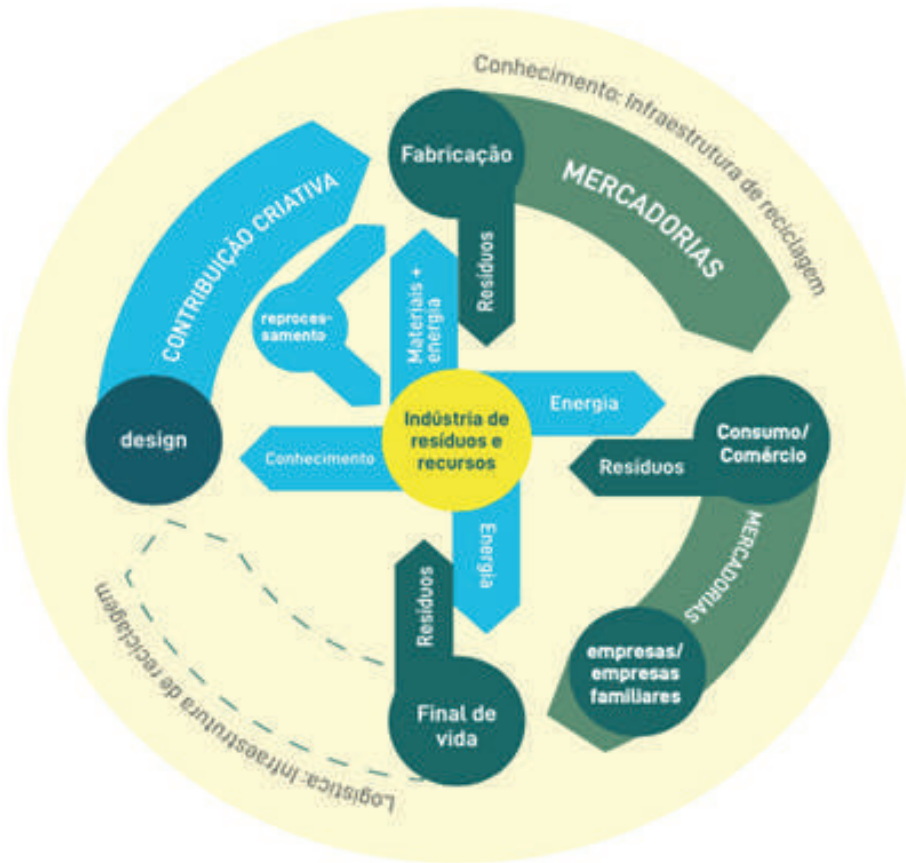 Conhecimento: Infraestrutura de reciclagem
Fabricação
MERCADORIAS
CONTRIBUIÇÃO CRIATIVA
Resíduos
reproces-
samento
Materiais +
energia
Indústria de
resíduos e
recursos
Energia
design
Conhecimento
Resíduos
Consumo/
Comércio
Energia
MERCADORIAS
Resíduos
empresas/
empresas
familiares
Final de
vida
Logística: Infraestrutura de reciclagem